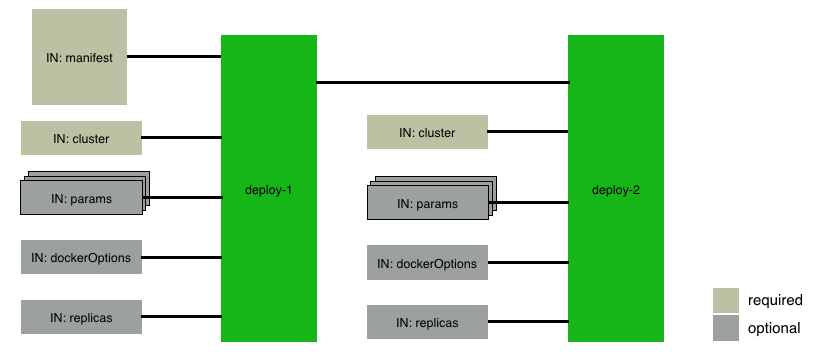 IN: manifest
IN: cluster
IN: params
IN: dockerOptions
IN: replicas
deploy-1
IN: cluster
IN: params
IN: dockerOptions
IN: replicas
deploy-2
required
optional